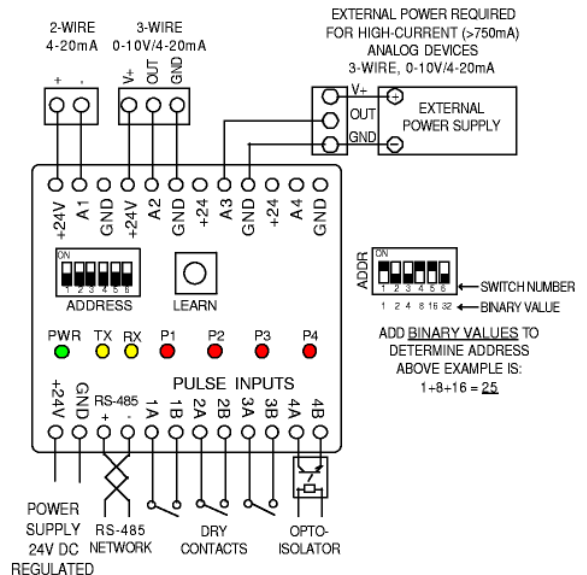 2-WIRE
4-20mA
+ -
3-WIRE
0-10V/4-20mA
V+ OUT GND
EXTERNAL POWER REQUIRED
FOR HIGH-CURRENT (>750mA)
ANALOG DEVICES
3-WIRE, 0-10V/4-20mA
V+
OUT
GND
+
-
EXTERNAL
POWER SUPPLY
+24V A1 GND +24V A2 GND +24 A3 GND +24 A4 GND
ON
1 2 3 4 5 6
ADDRESS
LEARN
PWR TX RX P1 P2 P3 P4
PULSE INPUTS
+24V GND RS-485 1A 1B 2A 2B 3A 3B 4A 4B
+ -
POWER
SUPPLY
24V DC
REGULATED
RS-485
NETWORK
DRY
CONTACTS
OPTO-
ISOLATOR
ADDR
ON
1 2 3 4 5 6
SWITCH NUMBER
1 2 4 8 16 32
BINARY VALUE
ADD BINARY VALUES TO
DETERMINE ADDRESS
ABOVE EXAMPLE IS:
1+8+16 = 25